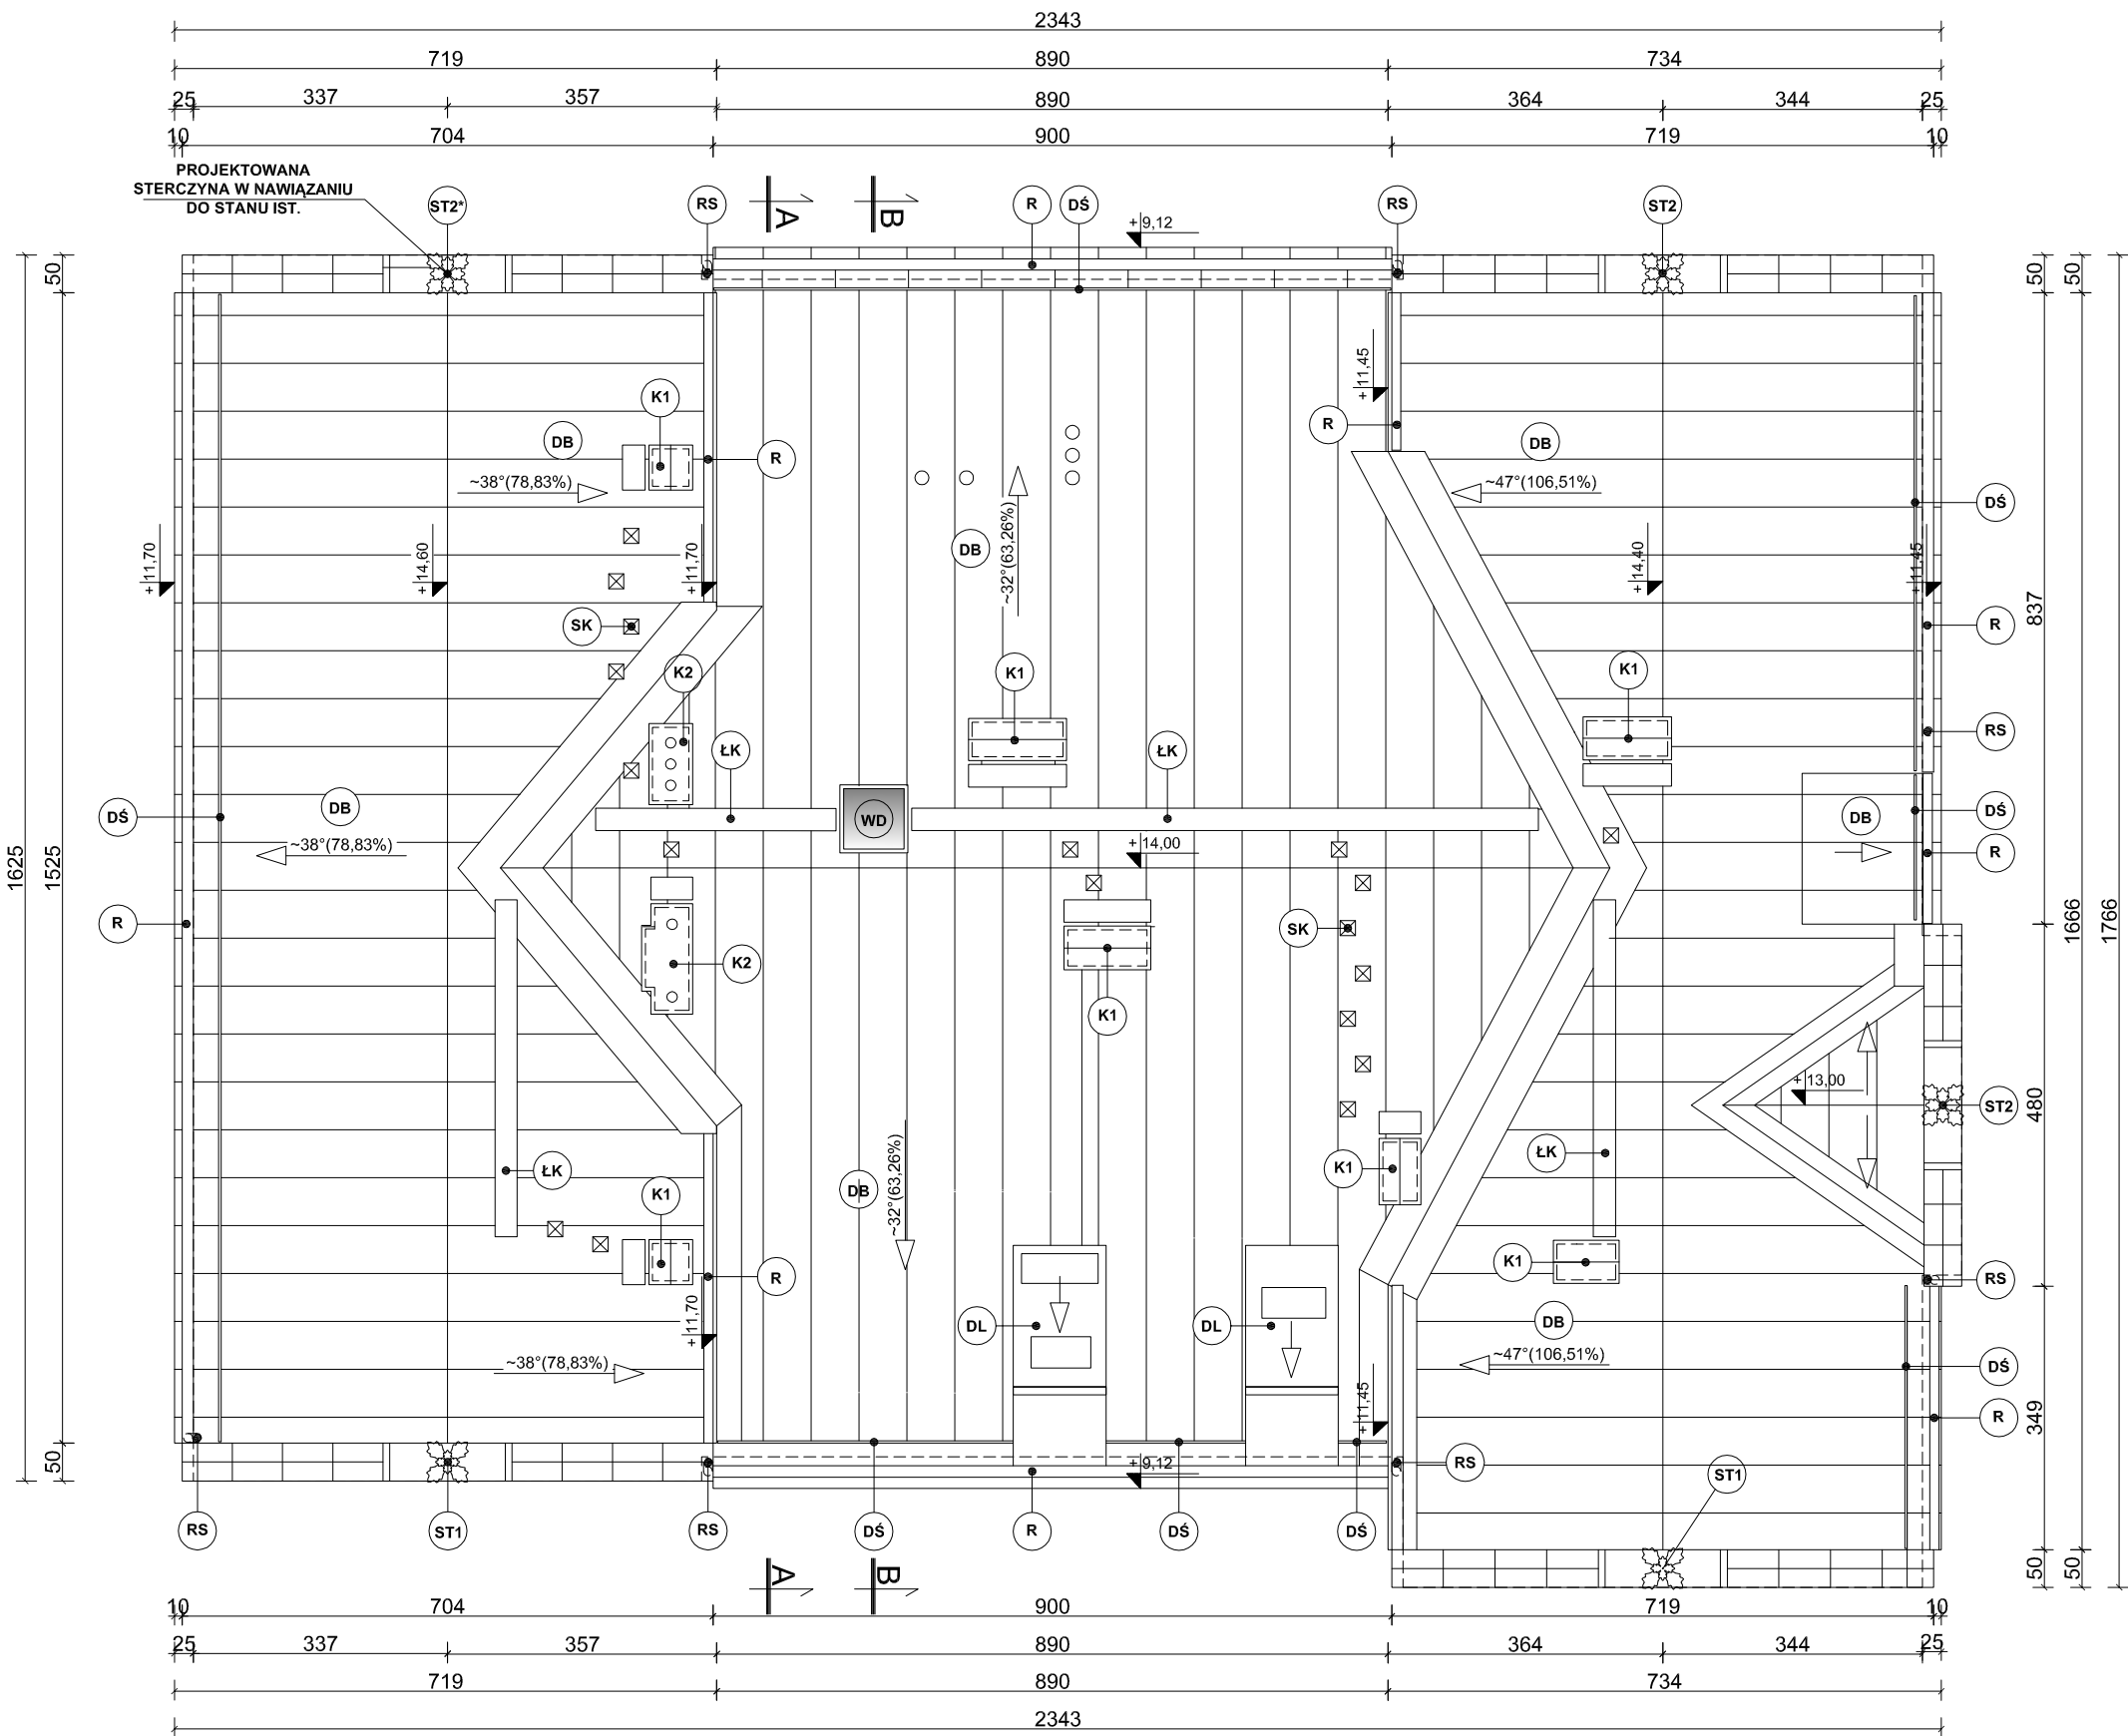 2343
719 890 734
25 337 357 890 364 344 25
10 704 900 719 10
PROJEKTOWANA
STERCZYNA W NAWIĄZANIU
DO STANU IST.
ST2* RS A B R DŚ RS ST2
+9,12
50 50 50 50
+11,45
K1
R
DB R DB
~38°(78,83%) ~47°(106,51%)
DŚ
~32°(63,26%)
DB
+11,70 +14,60 +11,70 +14,40 +11,45
837
SK R
K2 K1 K1
ŁK ŁK RS
DB WD DB DŚ
DŚ
~38°(78,83%) +14,00 R
1625 1525 1666 1766
R SK
K2
K1
+13,00
480
ST2
~32°(63,26%)
ŁK K1 ŁK
K1 DB
K1
R RS
+11,70
DL DL DB
~38°(78,83%) ~47°(106,51%) DŚ
+11,45
R 349
50 50 +9,12 RS
ST1
RS ST1 RS DŚ R DŚ DŚ
50 50
A B
10 704 900 719 10
25 337 357 890 364 344 25
719 890 734
2343